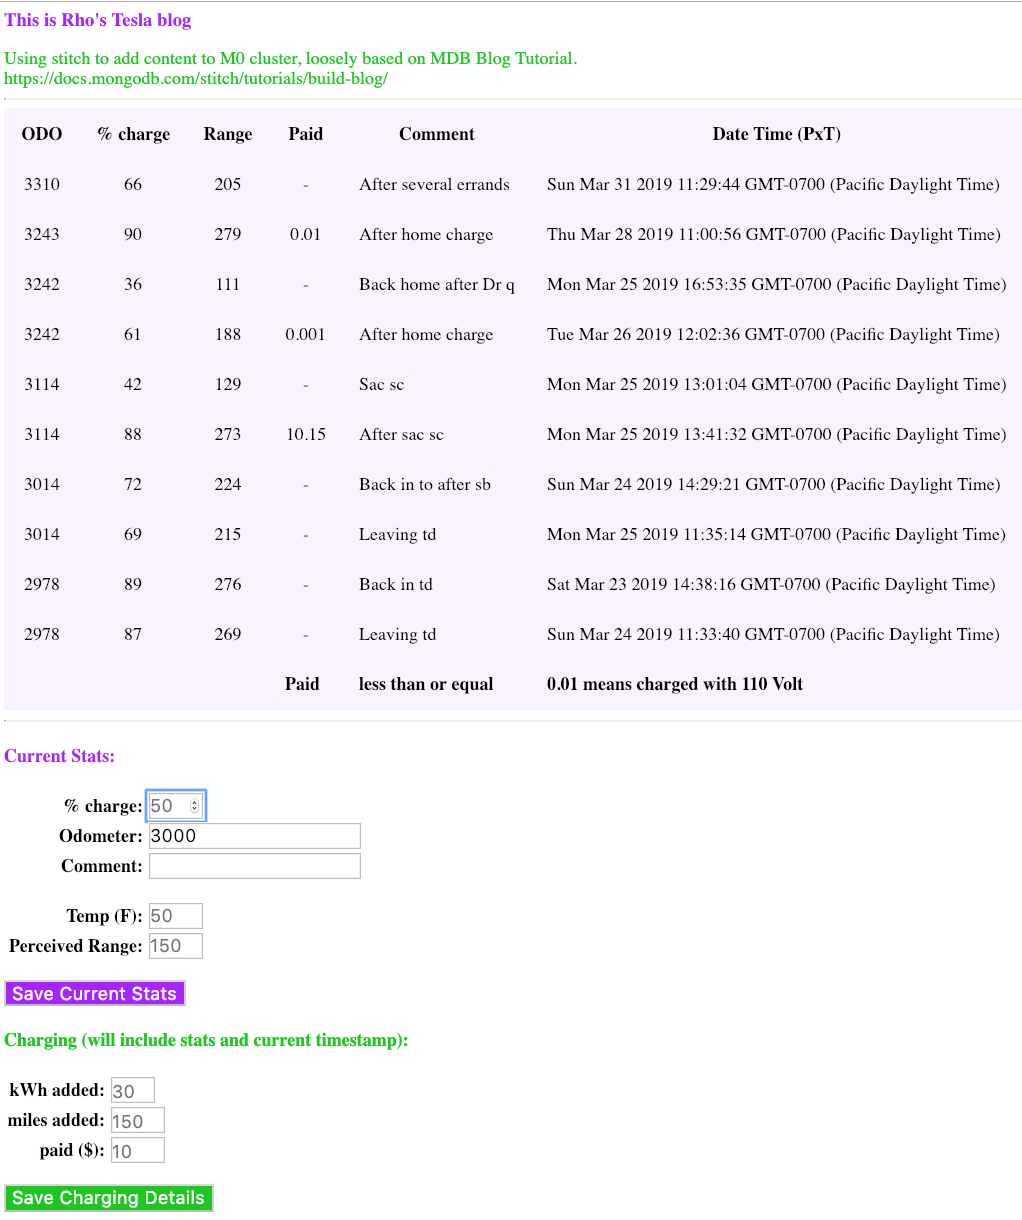 This is Rho's Tesla blog
Using stitch to add content to M0 cluster, loosely based on MDB Blog Tutorial.
https://docs.mongodb.com/stitch/tutorials/build-blog/
ODO % charge Range Paid Comment Date Time (PxT)
3310 66 205 - After several errands Sun Mar 31 2019 11:29:44 GMT-0700 (Pacific Daylight Time)
3243 90 279 0.01 After home charge Thu Mar 28 2019 11:00:56 GMT-0700 (Pacific Daylight Time)
3242 36 111 - Back home after Dr q Mon Mar 25 2019 16:53:35 GMT-0700 (Pacific Daylight Time)
3242 61 188 0.001 After home charge Tue Mar 26 2019 12:02:36 GMT-0700 (Pacific Daylight Time)
3114 42 129 - Sac sc Mon Mar 25 2019 13:01:04 GMT-0700 (Pacific Daylight Time)
3114 88 273 10.15 After sac sc Mon Mar 25 2019 13:41:32 GMT-0700 (Pacific Daylight Time)
3014 72 224 - Back in to after sb Sun Mar 24 2019 14:29:21 GMT-0700 (Pacific Daylight Time)
3014 69 215 - Leaving td Mon Mar 25 2019 11:35:14 GMT-0700 (Pacific Daylight Time)
2978 89 276 - Back in td Sat Mar 23 2019 14:38:16 GMT-0700 (Pacific Daylight Time)
2978 87 269 - Leaving td Sun Mar 24 2019 11:33:40 GMT-0700 (Pacific Daylight Time)
Paid less than or equal 0.01 means charged with 110 Volt
Current Stats:
% charge: 50
Odometer: 3000
Comment:
Temp (F): 50
Perceived Range: 150
Save Current Stats
Charging (will include stats and current timestamp):
kWh added: 30
miles added: 150
paid ($): 10
Save Charging Details